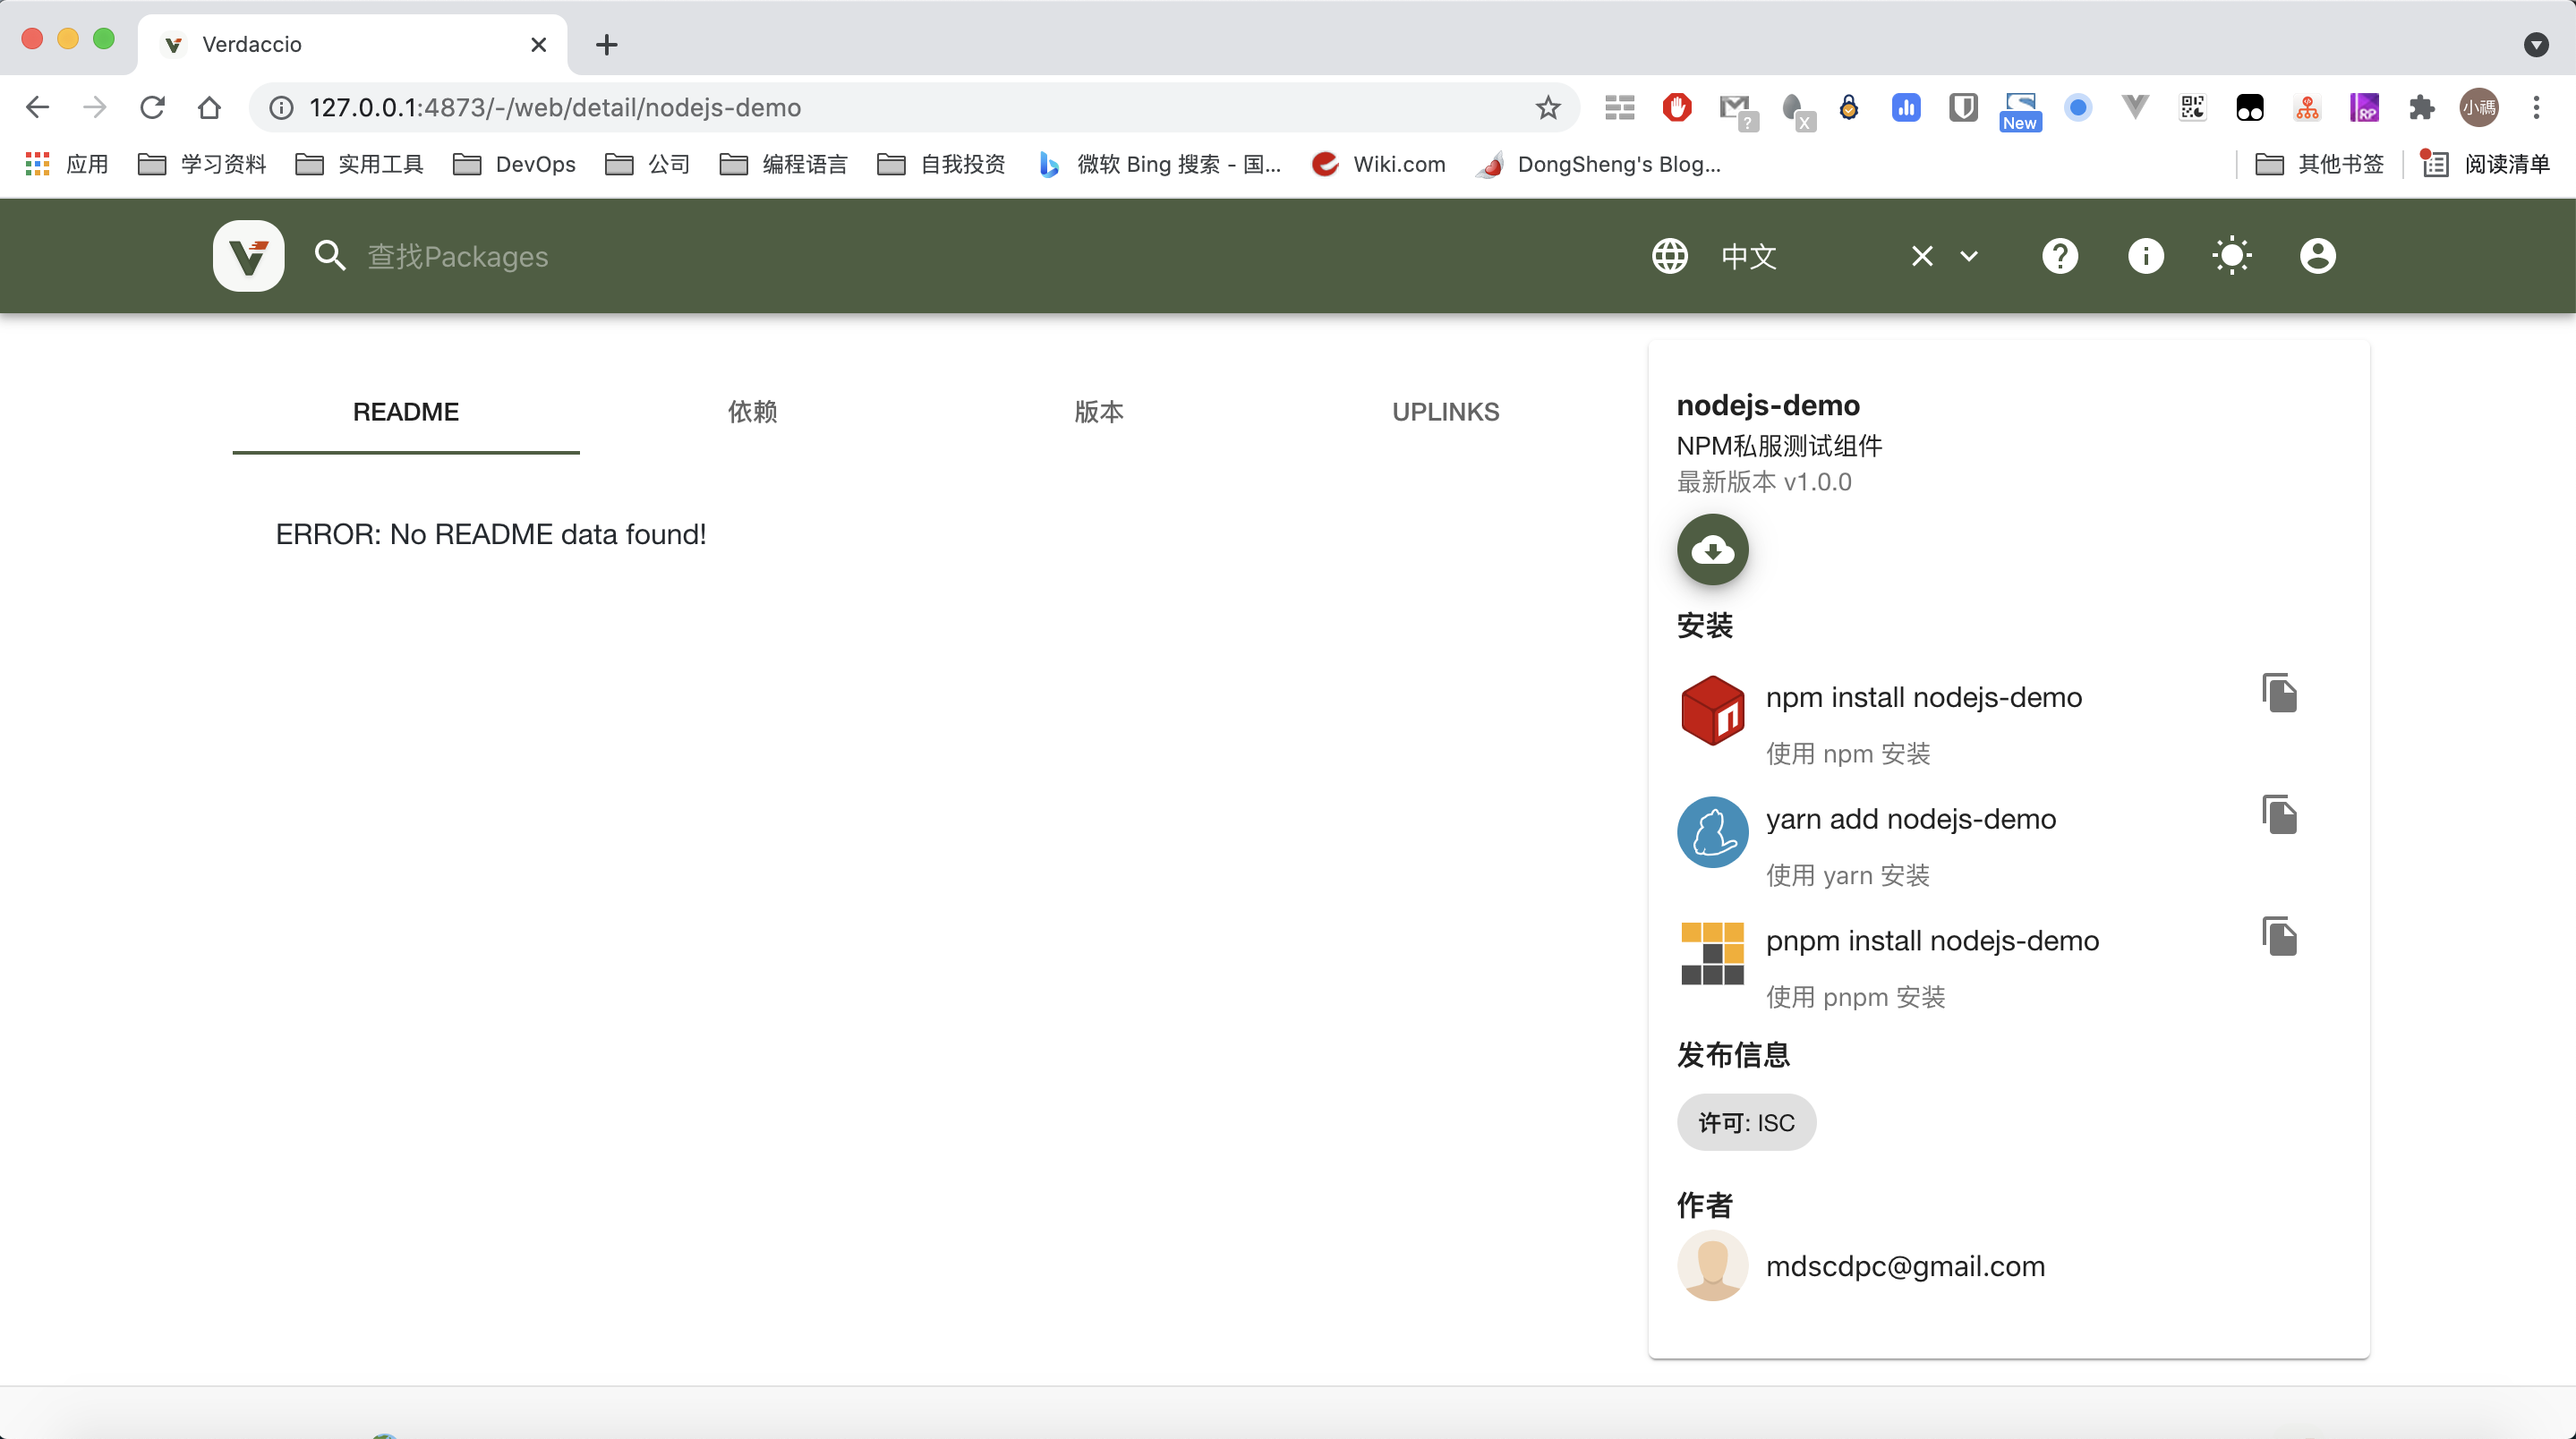 Verdaccio
127.0.0.1:4873/-/web/detail/nodejs-demo
?
X
New
RP
小禑
应用
学习资料
实用工具
DevOps
公司
编程语言
自我投资
微软 Bing 搜索 - 国...
Wiki.com
DongSheng's Blog...
其他书签
阅读清单
查找Packages
中文
README
依赖
版本
UPLINKS
ERROR: No README data found!
nodejs-demo
NPM私服测试组件
最新版本 v1.0.0
安装
npm install nodejs-demo
使用 npm 安装
yarn add nodejs-demo
使用 yarn 安装
pnpm install nodejs-demo
使用 pnpm 安装
发布信息
许可: ISC
作者
mdscdpc@gmail.com